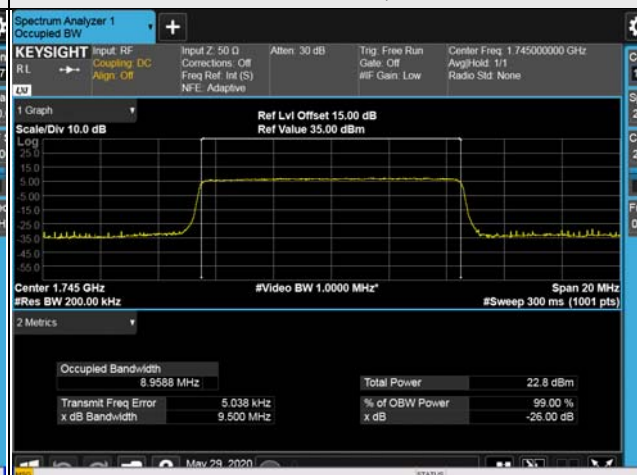 Spectrum Analyzer 1
Occupied BW
+
KEYSIGHT Input: RF Input Z: 50 Ω Atten: 30 dB Trig: Free Run Center Freq: 1.745000000 GHz
RL Coupling: DC Corrections: Off Gate: Off Avg|Hold: 1/1
Align: Off Freq Ref: Int (S) #IF Gain: Low Radio Std: None
LXI NFE: Adaptive
1 Graph
Ref Lvl Offset 15.00 dB
Scale/Div 10.0 dB Ref Value 35.00 dBm
Log
25.0
15.0
5.00
-5.00
-15.0
-25.0
-35.0
-45.0
-55.0
Center 1.745 GHz #Video BW 1.0000 MHz* Span 20 MHz
#Res BW 200.00 kHz #Sweep 300 ms (1001 pts)
2 Metrics
Occupied Bandwidth
8.9588 MHz Total Power 22.8 dBm
Transmit Freq Error 5.038 kHz % of OBW Power 99.00 %
x dB Bandwidth 9.500 MHz x dB -26.00 dB
May 29, 2020
MSG STATUS